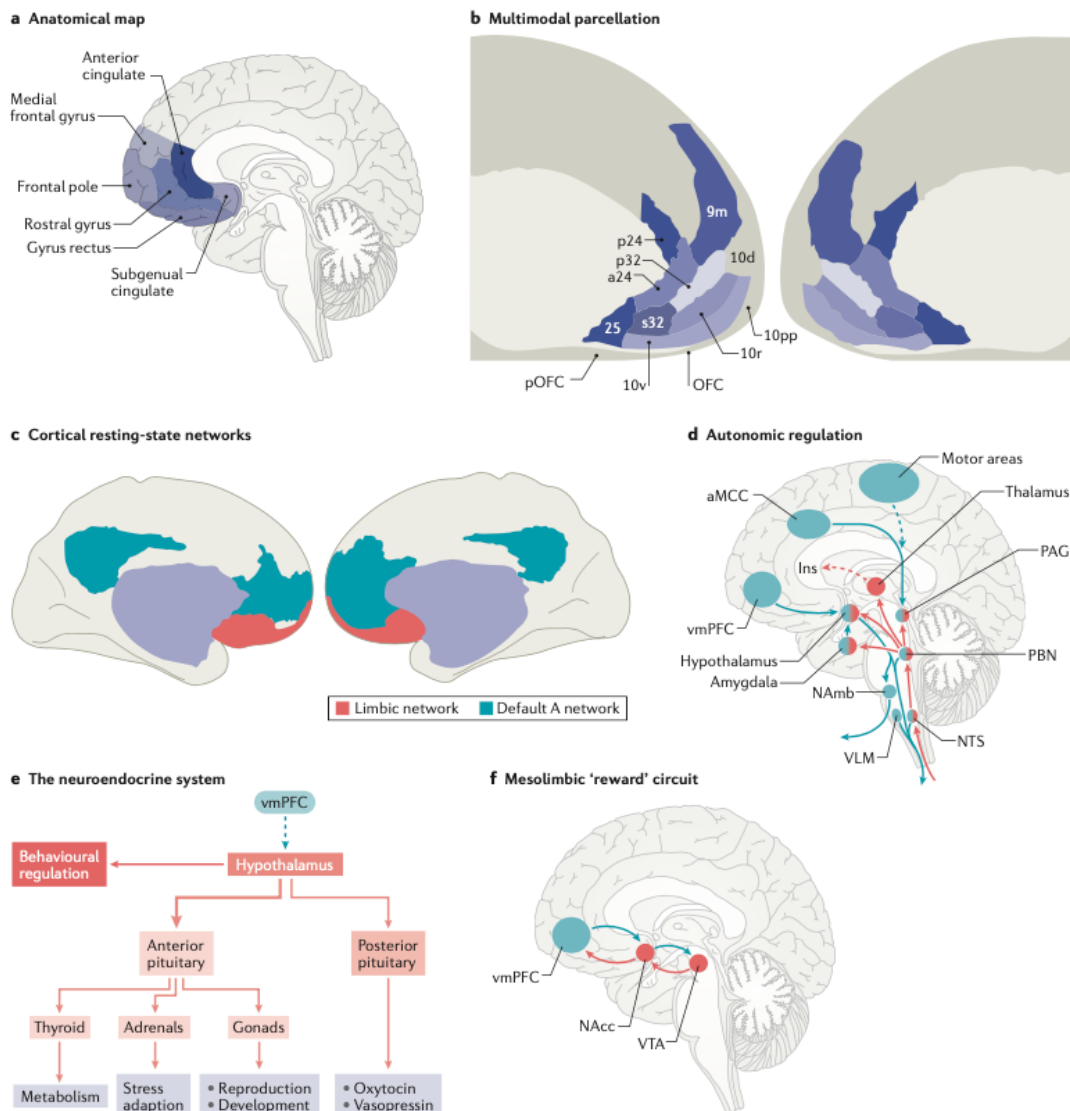 a Anatomical map
Anterior
cingulate
Medial
frontal gyrus
Frontal pole
Rostral gyrus
Gyrus rectus
Subgenual
cingulate
b Multimodal parcellation
9m
p24
10d
p32
a24
25
s32
10pp
10r
pOFC
10v
OFC
c Cortical resting-state networks
Limbic network
Default A network
d Autonomic regulation
Motor areas
aMCC
Thalamus
PAG
Ins
vmPFC
Hypothalamus
PBN
Amygdala
NAmb
NTS
VLM
e The neuroendocrine system
vmPFC
Behavioural
regulation
Hypothalamus
Anterior
pituitary
Posterior
pituitary
Thyroid
Adrenals
Gonads
Metabolism
Stress
adaption
• Reproduction
• Development
• Oxytocin
• Vasopressin
f Mesolimbic ‘reward’ circuit
vmPFC
NAcc
VTA